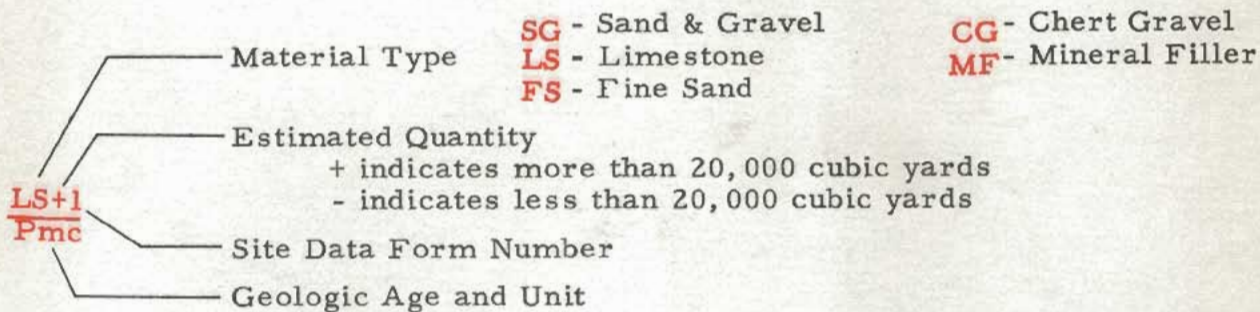 Material Type
SG - Sand & Gravel
LS - Limestone
FS - Fine Sand
CG - Chert Gravel
MF - Mineral Filler
Estimated Quantity
+ indicates more than 20,000 cubic yards
- indicates less than 20,000 cubic yards
LS+1
Pmc
Site Data Form Number
Geologic Age and Unit